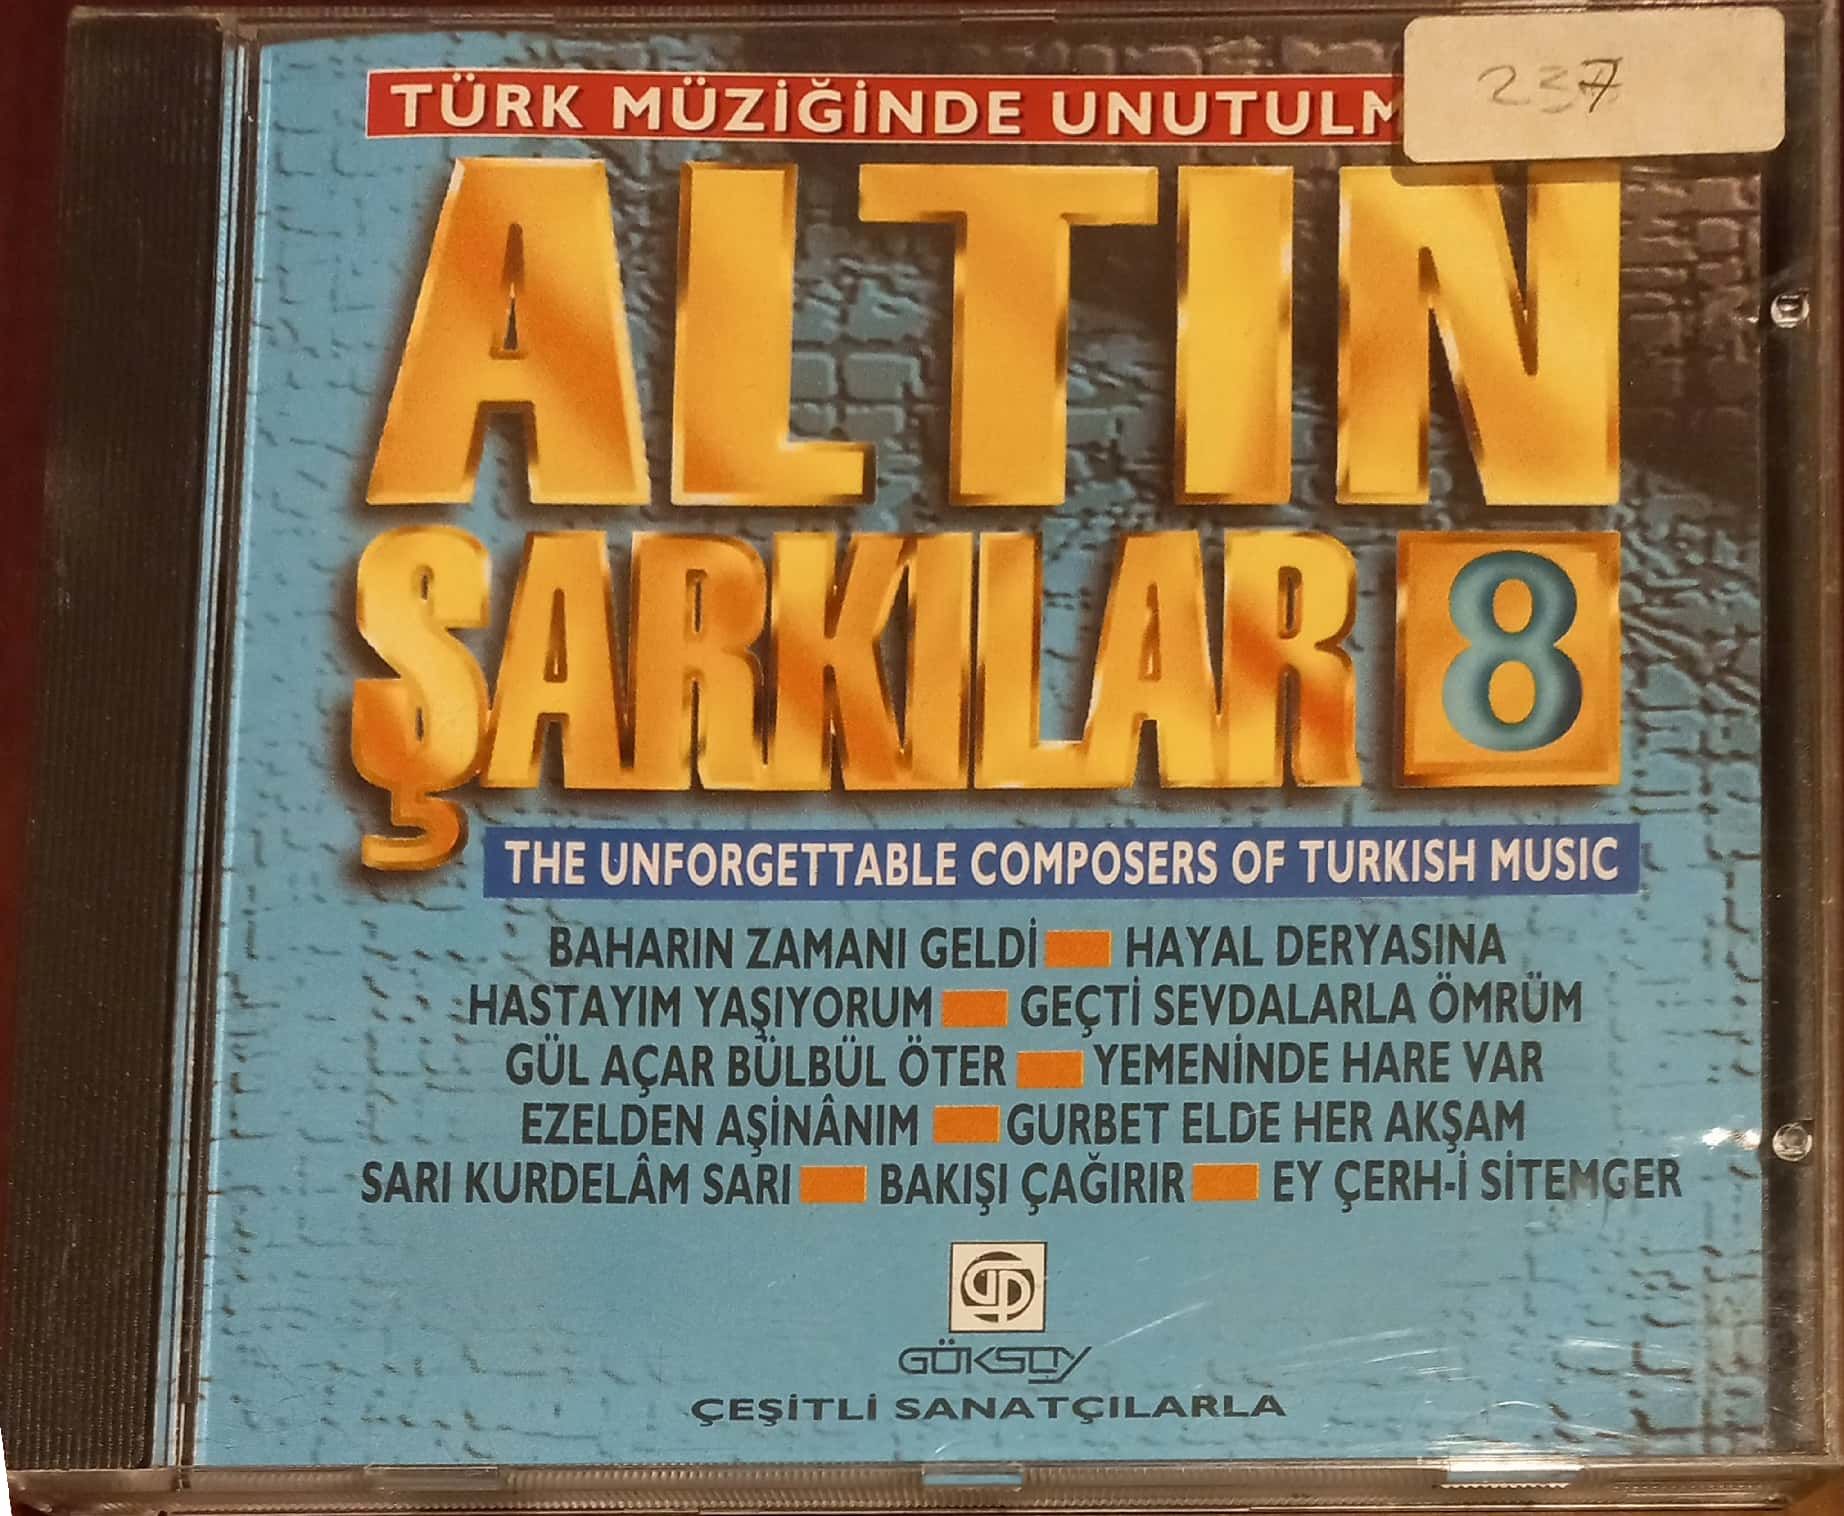 237
TÜRK MÜZİĞİNDE UNUTULM
ALTIN
ŞARKILAR 8
THE UNFORGETTABLE COMPOSERS OF TURKISH MUSIC
BAHARIN ZAMANI GELDİ HAYAL DERYASINA
HASTAYIM YAŞIYORUM GEÇTİ SEVDALARLA ÖMRÜM
GÜL AÇAR BÜLBÜL ÖTER YEMENİNDE HARE VAR
EZELDEN AŞİNÂNIM GURBET ELDE HER AKŞAM
SARI KURDELÂM SARI BAKIŞI ÇAĞIRIR EY ÇERH-İ SİTEMGER
GÖKSOY
ÇEŞİTLİ SANATÇILARLA